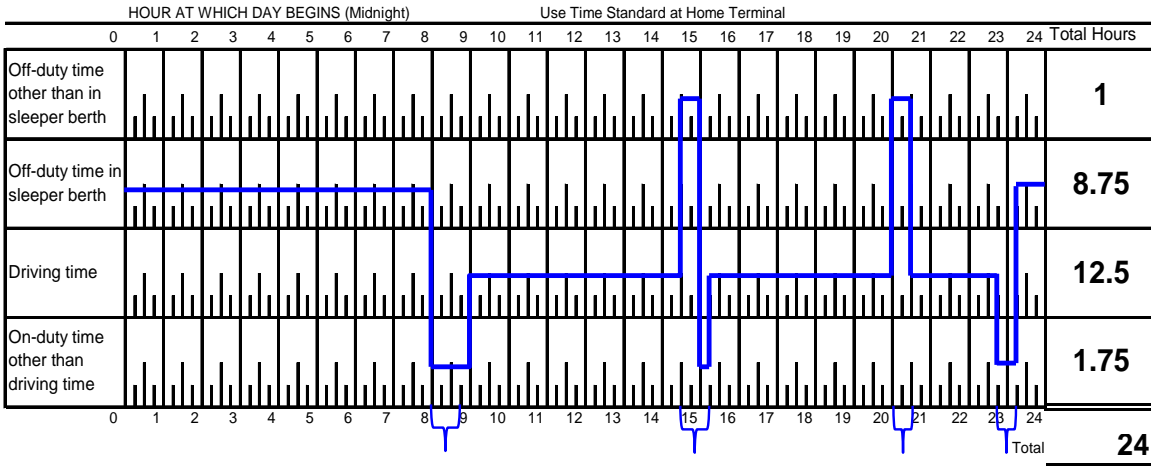 HOUR AT WHICH DAY BEGINS (Midnight) Use Time Standard at Home Terminal
0 1 2 3 4 5 6 7 8 9 10 11 12 13 14 15 16 17 18 19 20 21 22 23 24 Total Hours
Off-duty time
other than in
sleeper berth
1
Off-duty time in
sleeper berth
8.75
Driving time
12.5
On-duty time
other than
driving time
1.75
0 1 2 3 4 5 6 7 8 9 10 11 12 13 14 15 16 17 18 19 20 21 22 23 24
Total 24